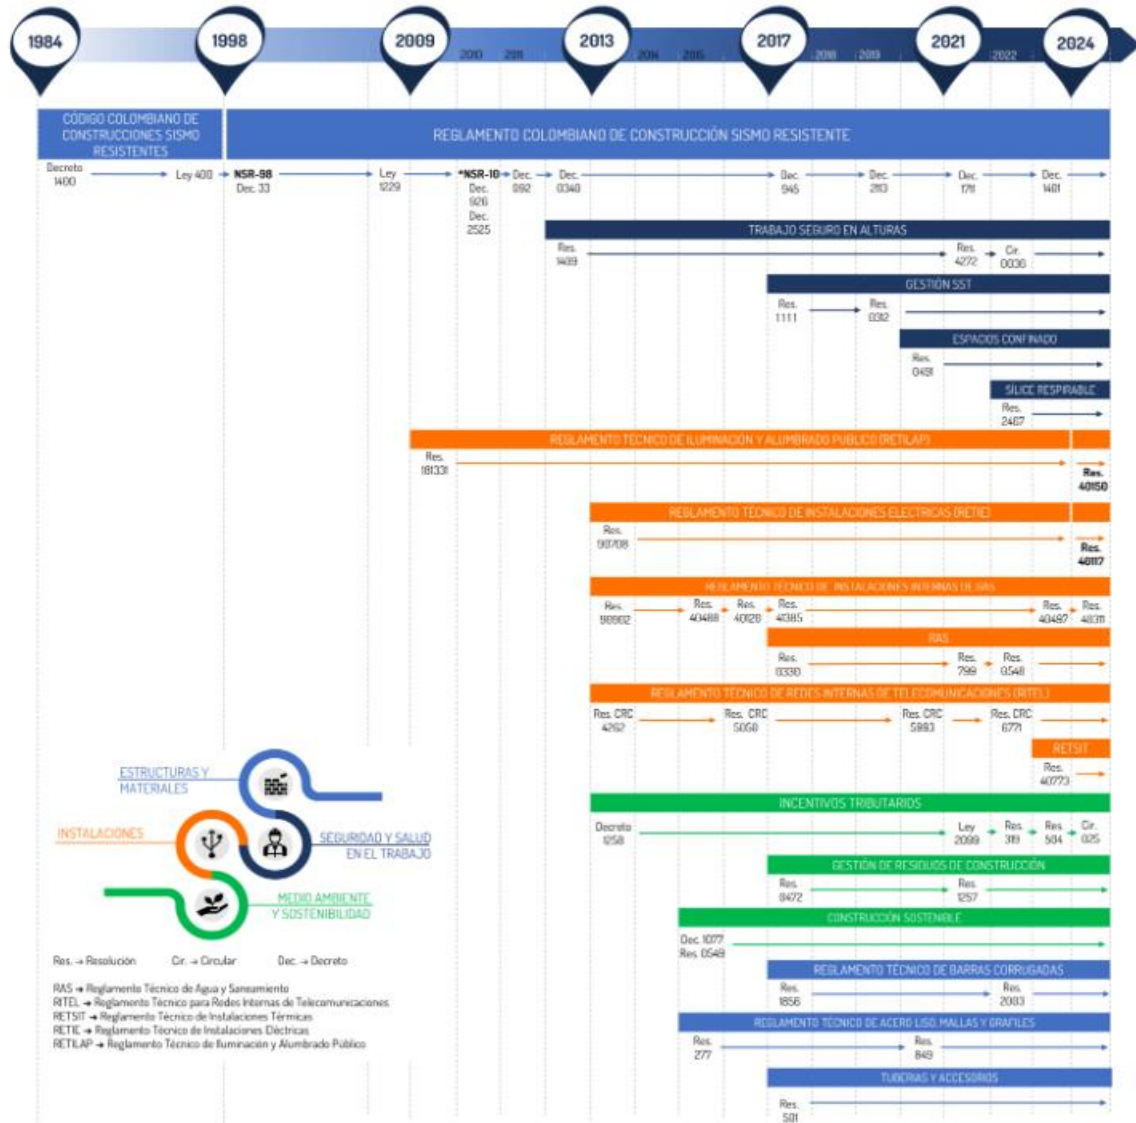 1984 1998 2009 2010 2011 2013 2014 2015 2017 2018 2019 2021 2022 2024
CÓDIGO COLOMBIANO DE
CONSTRUCCIONES SISMO
RESISTENTES
REGLAMENTO COLOMBIANO DE CONSTRUCCIÓN SISMO RESISTENTE
Decreto
1400
Ley 400
NSR-98
Dec. 33
Ley
1229
*NSR-10
Dec.
926
Dec.
2525
Dec.
092
Dec.
0340
Dec.
945
Dec.
2113
Dec.
1711
Dec.
1401
TRABAJO SEGURO EN ALTURAS
Res.
1409
Res.
4272
Cir.
0036
GESTIÓN SST
Res.
1111
Res.
0312
ESPACIOS CONFINADO
Res.
0491
SÍLICE RESPIRABLE
Res.
2467
REGLAMENTO TÉCNICO DE ILUMINACIÓN Y ALUMBRADO PÚBLICO (RETILAP)
Res.
181331
Res.
40150
REGLAMENTO TÉCNICO DE INSTALACIONES ELÉCTRICAS (RETIE)
Res.
90708
Res.
40117
REGLAMENTO TÉCNICO DE INSTALACIONES INTERNAS DE GAS
Res.
90902
Res.
40488
Res.
40120
Res.
41385
Res.
40497
Res.
RAS
Res.
0330
Res.
799
Res.
0548
REGLAMENTO TÉCNICO DE REDES INTERNAS DE TELECOMUNICACIONES (RITEL)
Res. CRC
4262
Res. CRC
5050
Res. CRC
5993
Res. CRC
6771
RETSIT
Res.
40773
INCENTIVOS TRIBUTARIOS
Decreto
1258
Ley
2099
Res.
319
Res.
504
Cir.
025
GESTIÓN DE RESIDUOS DE CONSTRUCCIÓN
Res.
0472
Res.
1257
CONSTRUCCIÓN SOSTENIBLE
Dec. 1077
Res. 0549
REGLAMENTO TÉCNICO DE BARRAS CORRUGADAS
Res.
1856
Res.
REGLAMENTO TÉCNICO DE ACERO LISO, MALLAS Y GRAFILES
Res.
277
Res.
849
TUBERIAS Y ACCESORIOS
Res.
501
ESTRUCTURAS Y
MATERIALES
INSTALACIONES
SEGURIDAD Y SALUD
EN EL TRABAJO
MEDIO AMBIENTE
Y SOSTENIBILIDAD
Res. → Resolución Cir. → Circular Dec. → Decreto
RAS → Reglamento Técnico de Agua y Saneamiento
RITEL → Reglamento Técnico para Redes Internas de Telecomunicaciones
RETSIT → Reglamento Técnico de Instalaciones Térmicas
RETIE → Reglamento Técnico de Instalaciones Eléctricas
RETILAP → Reglamento Técnico de Iluminación y Alumbrado Público